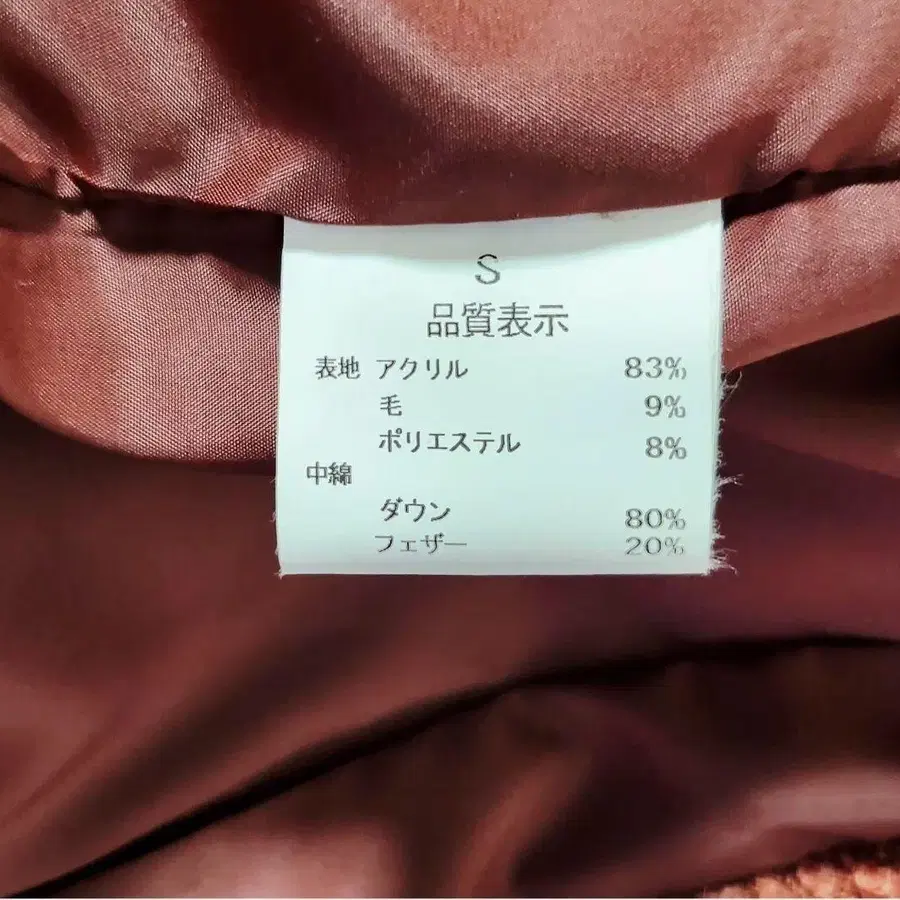 S
品質表示
表地 アクリル 83%
毛 9%
ポリエステル 8%
中綿
ダウン 80%
フェザー 20%